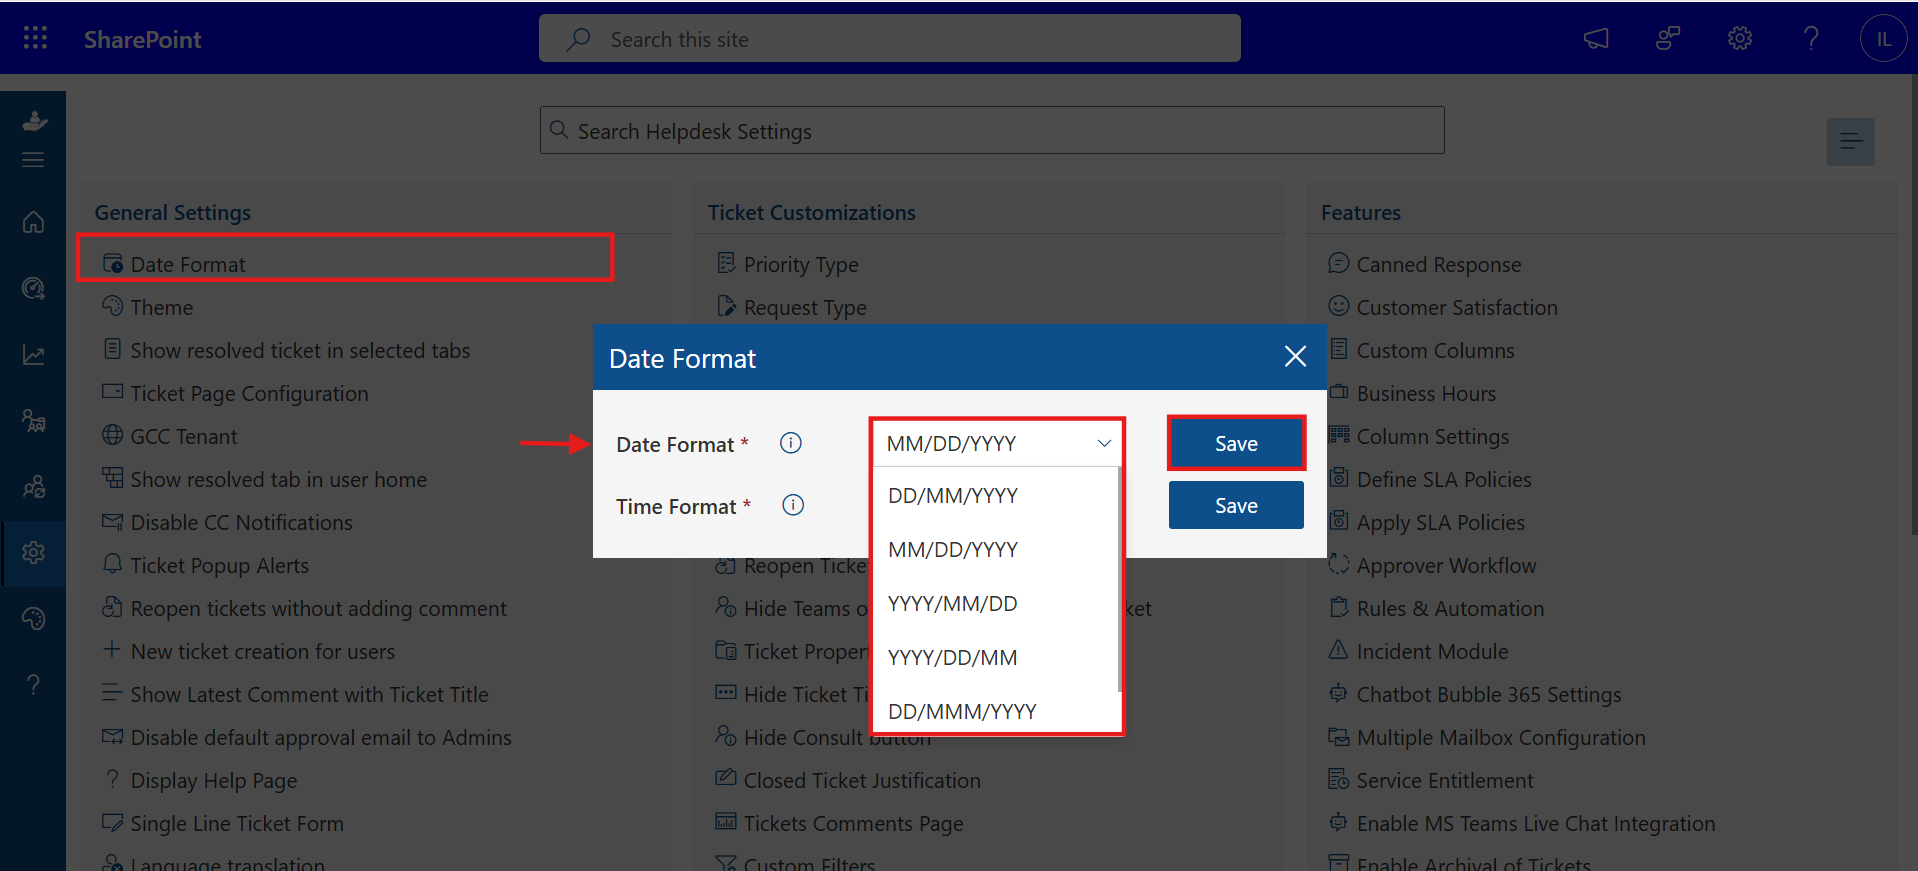 SharePoint
Search this site
IL
Search Helpdesk Settings
General Settings
Date Format
Theme
Show resolved ticket in selected tabs
Ticket Page Configuration
GCC Tenant
Show resolved tab in user home
Disable CC Notifications
Ticket Popup Alerts
Reopen tickets without adding comment
New ticket creation for users
Show Latest Comment with Ticket Title
Disable default approval email to Admins
Display Help Page
Single Line Ticket Form
Language translation
Ticket Customizations
Priority Type
Request Type
Reopen Ticke
Hide Teams o
ket
Ticket Proper
Hide Ticket Ti
Hide Consult button
Closed Ticket Justification
Tickets Comments Page
Custom Filters
Features
Canned Response
Customer Satisfaction
Custom Columns
Business Hours
Column Settings
Define SLA Policies
Apply SLA Policies
Approver Workflow
Rules & Automation
Incident Module
Chatbot Bubble 365 Settings
Multiple Mailbox Configuration
Service Entitlement
Enable MS Teams Live Chat Integration
Enable Archival of Tickets
Date Format
Date Format *
MM/DD/YYYY
Save
DD/MM/YYYY
MM/DD/YYYY
YYYY/MM/DD
YYYY/DD/MM
DD/MMM/YYYY
Time Format *
Save